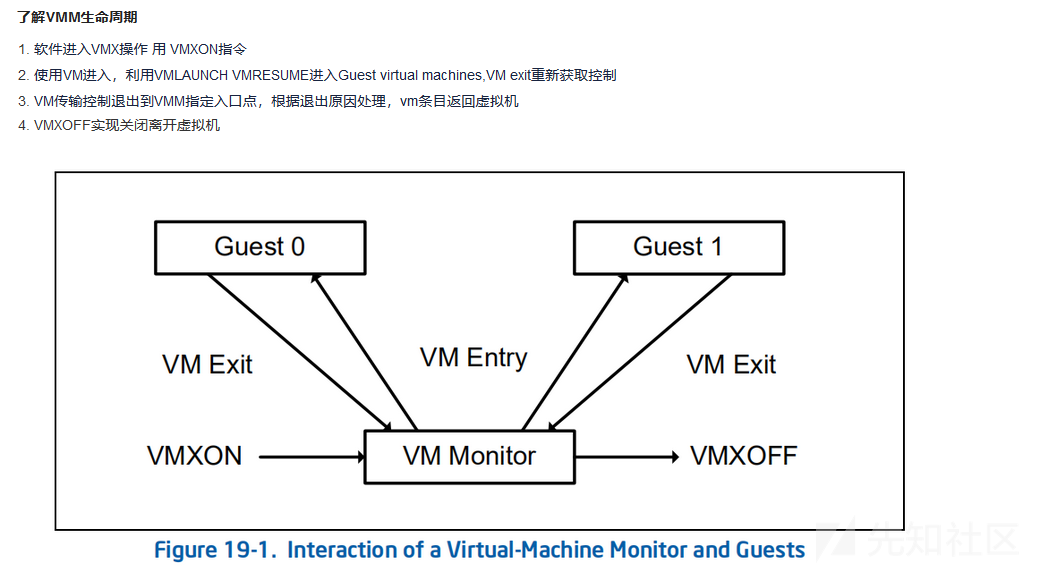 了解VMM生命周期
1. 软件进入VMX操作 用 VMXON指令
2. 使用VM进入，利用VMLAUNCH VMRESUME进入Guest virtual machines,VM exit重新获取控制
3. VM传输控制退出到VMM指定入口点，根据退出原因处理，vm条目返回虚拟机
4. VMXOFF实现关闭离开虚拟机
Guest 0
Guest 1
VM Exit
VM Entry
VM Exit
VMXON
VM Monitor
VMXOFF
Figure 19-1. Interaction of a Virtual-Machine Monitor and Guests
先知社区